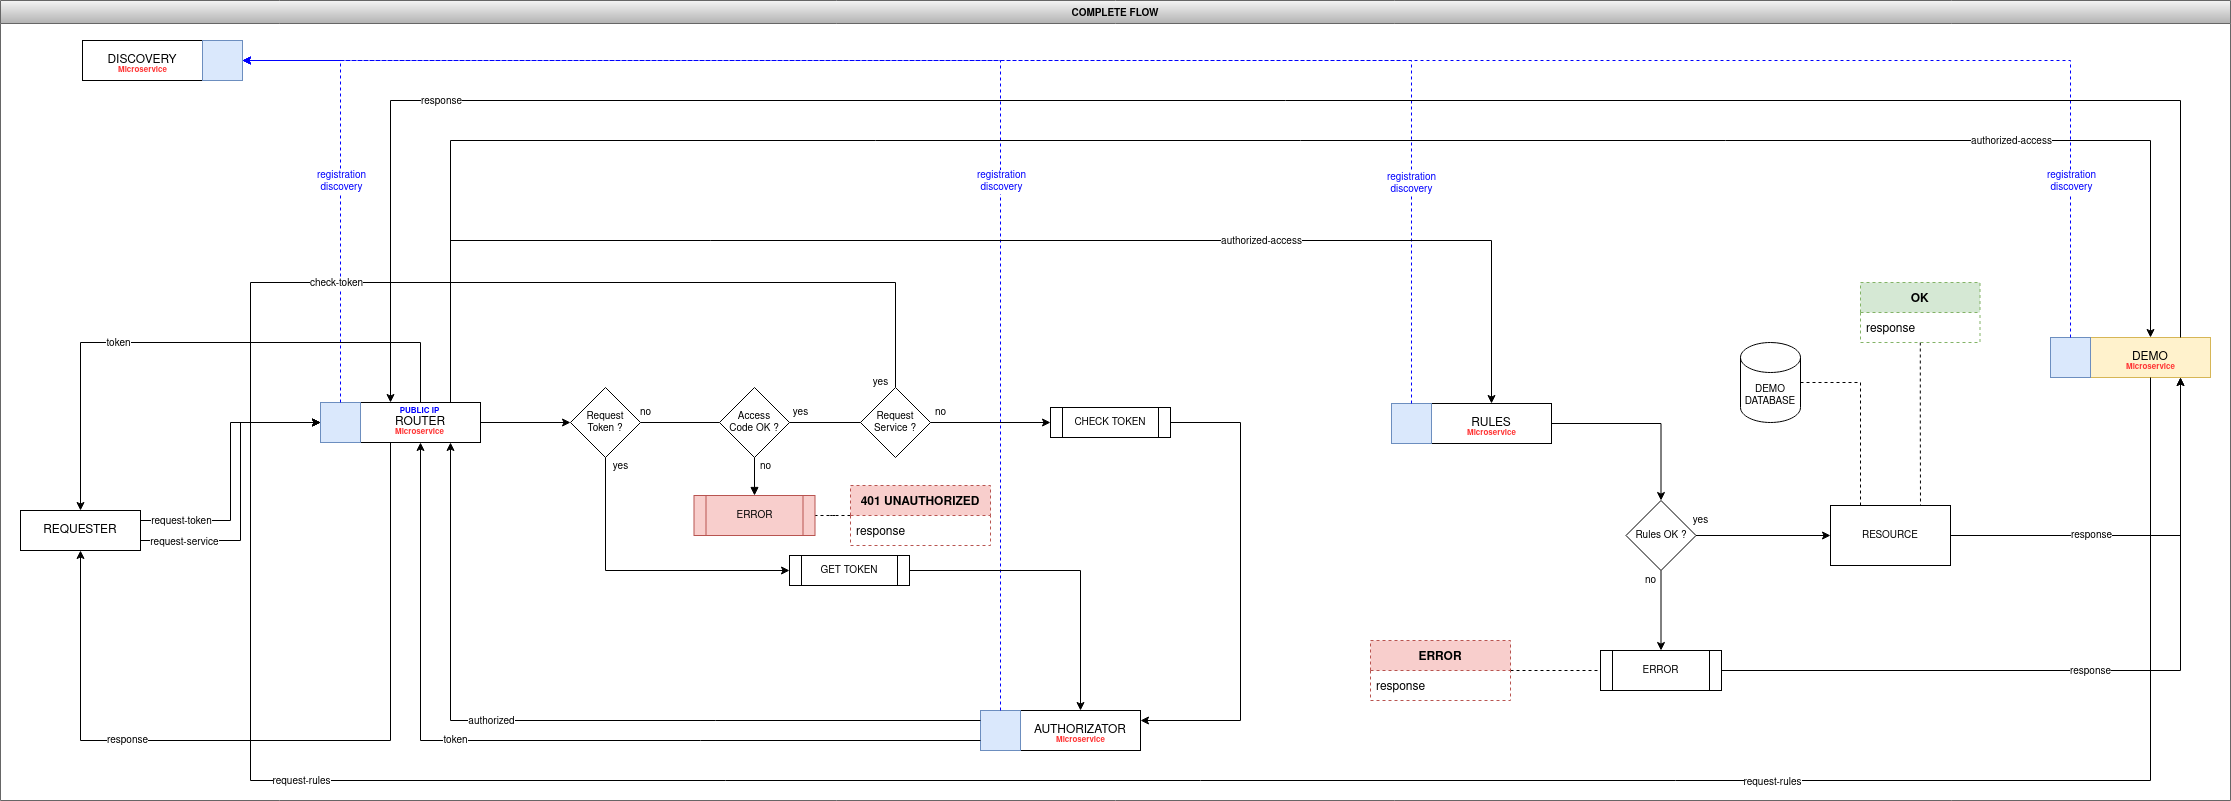 COMPLETE FLOW
DISCOVERY
Microservice
response
authorized-access
registration
discovery
registration
discovery
registration
discovery
registration
discovery
authorized-access
check-token
OK
response
token
DEMO
Microservice
DEMO
DATABASE
PUBLIC IP
ROUTER
Microservice
Request
Token ?
no
yes
Access
Code OK ?
yes
no
yes
Request
Service ?
no
CHECK TOKEN
RULES
Microservice
401 UNAUTHORIZED
response
ERROR
REQUESTER
request-token
request-service
GET TOKEN
Rules OK ?
yes
no
RESOURCE
response
ERROR
response
ERROR
response
authorized
token
AUTHORIZATOR
Microservice
response
request-rules
request-rules